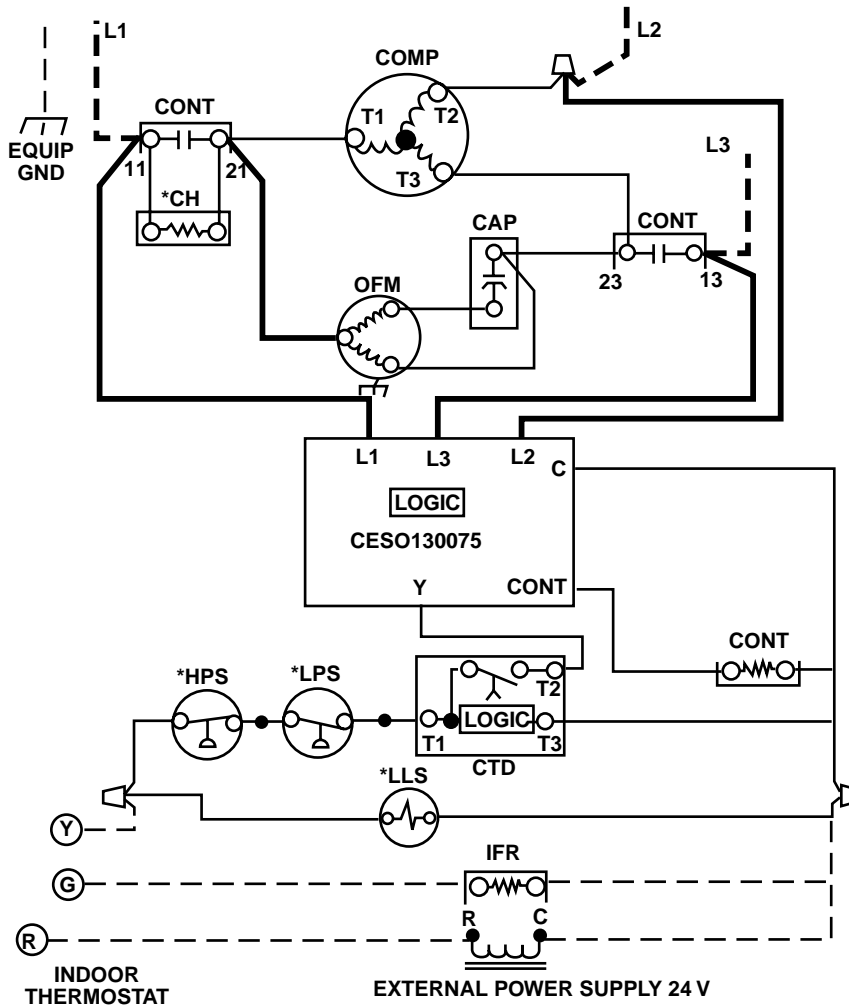 L1
L2
COMP
CONT
T1
T2
EQUIP
GND
11
21
T3
L3
*CH
CAP
CONT
23
13
OFM
L1
L3
L2
C
LOGIC
CESO130075
Y
CONT
CONT
*HPS
*LPS
T2
LOGIC
T1
T3
CTD
*LLS
Y
IFR
G
R
C
R
INDOOR
THERMOSTAT
EXTERNAL POWER SUPPLY 24 V